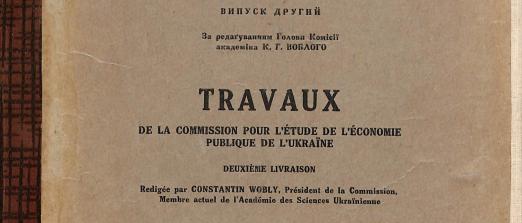 ВИПУСК ДРУГИЙ
За редагуванням Голови Комісії
академіка К. Г. ВОБЛОГО
TRAVAUX
DE LA COMMISSION POUR L'ÉTUDE DE L'ÉCONOMIE
PUBLIQUE DE L'UKRAÏNE
DEUXIÈME LIVRAISON
Redigée par CONSTANTIN WOBLY, Président de la Commission,
Membre actuel de l'Académie des Sciences Ukraïnienne